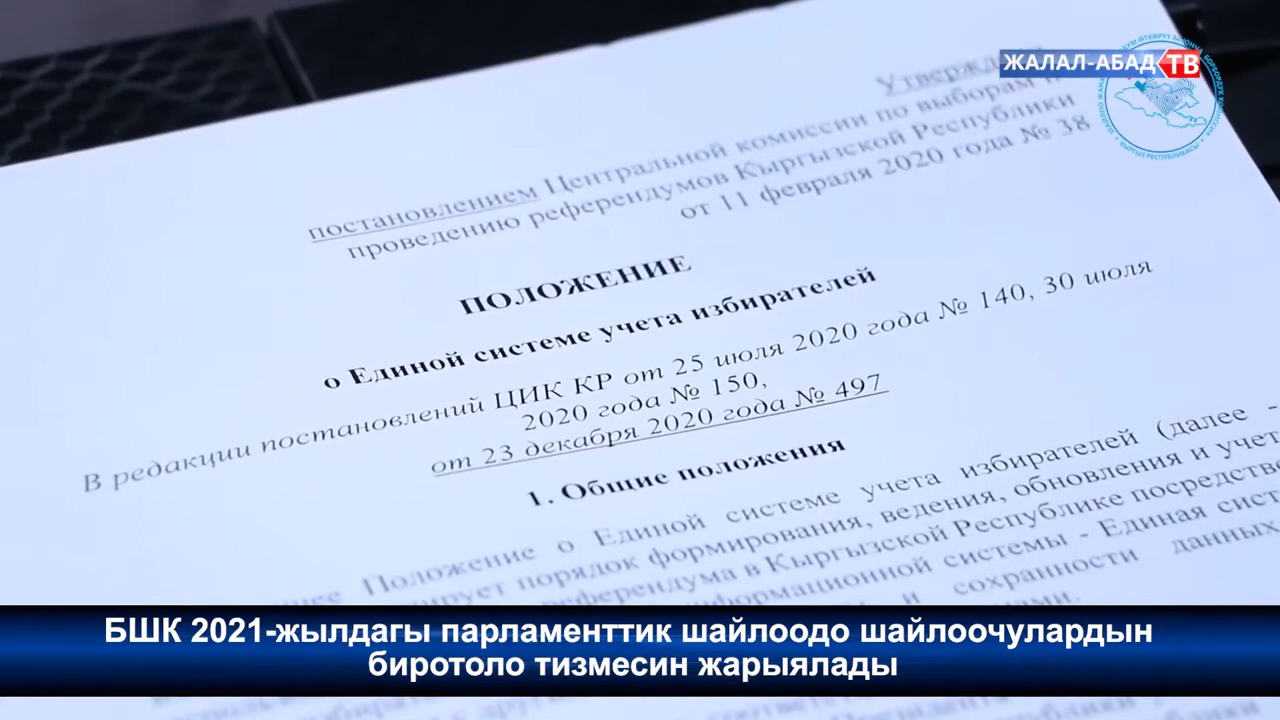 ЖАЛАЛ-АБАД ТВ
КЫРГЫЗ РЕСПУБЛИКАСЫ
постановлением Центральной комиссии по выборам
проведению референдумов Кыргызской Республики
от 11 февраля 2020 года № 38
ПОЛОЖЕНИЕ
о Единой системе учета избирателей
В редакции постановлений ЦИК КР от 25 июля 2020 года № 140, 30 июля
2020 года № 150,
от 23 декабря 2020 года № 497
1. Общие положения
Положение о Единой системе учета избирателей (далее -
порядок формирования, ведения, обновления и учет
референдума в Кыргызской Республике посредств
информационной системы - Единая сист
и сохранности данных
БШК 2021-жылдагы парламенттик шайлоодо шайлоочулардын
биротоло тизмесин жарыялады